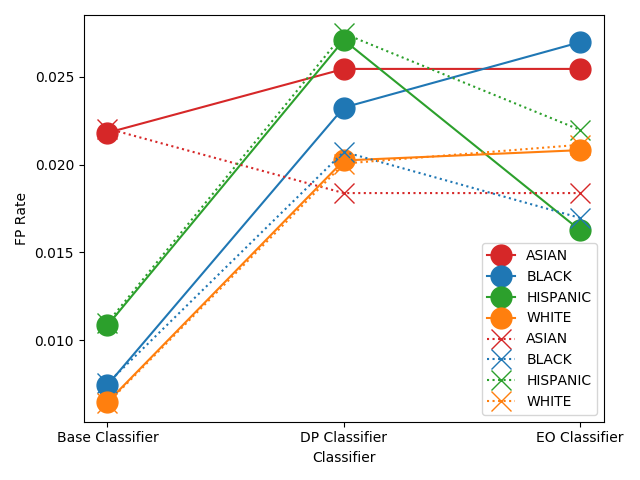 0.025
0.020
0.015
0.010
FP Rate
Base Classifier
DP Classifier
EO Classifier
Classifier
ASIAN
BLACK
HISPANIC
WHITE
ASIAN
BLACK
HISPANIC
WHITE